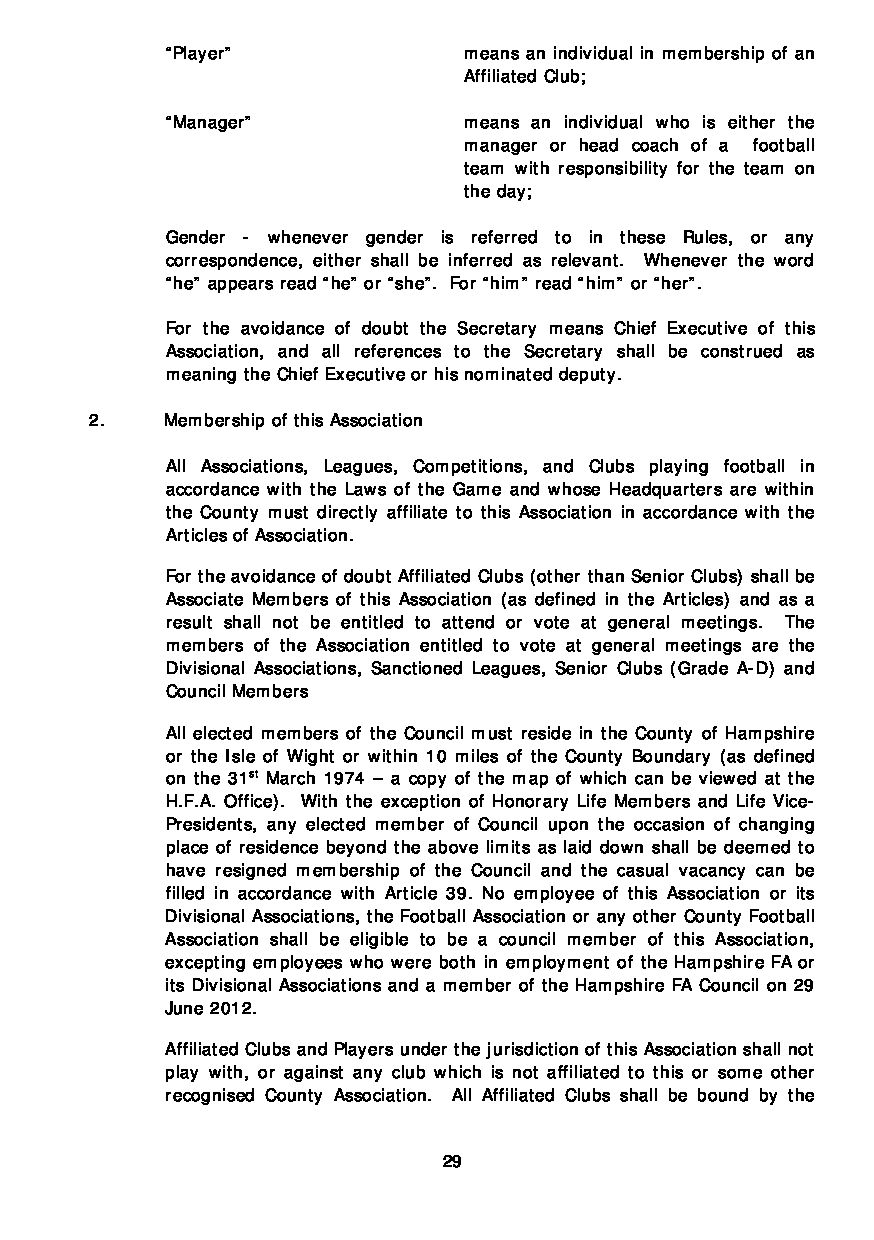 “Player” means an individual in membership of an
Affiliated Club;
“Manager” means an individual who is either the
manager or head coach of a football
team with responsibility for the team on
the day;
Gender - whenever gender is referred to in these Rules, or any
correspondence, either shall be inferred as relevant. Whenever the word
“he” appears read “he” or “she”. For “him” read “him” or “her”.
For the avoidance of doubt the Secretary means Chief Executive of this
Association, and all references to the Secretary shall be construed as
meaning the Chief Executive or his nominated deputy.
2. Membership of this Association
All Associations, Leagues, Competitions, and Clubs playing football in
accordance with the Laws of the Game and whose Headquarters are within
the County must directly affiliate to this Association in accordance with the
Articles of Association.
For the avoidance of doubt Affiliated Clubs (other than Senior Clubs) shall be
Associate Members of this Association (as defined in the Articles) and as a
result shall not be entitled to attend or vote at general meetings. The
members of the Association entitled to vote at general meetings are the
Divisional Associations, Sanctioned Leagues, Senior Clubs (Grade A-D) and
Council Members
All elected members of the Council must reside in the County of Hampshire
or the Isle of Wight or within 10 miles of the County Boundary (as defined
on the 31st March 1974 – a copy of the map of which can be viewed at the
H.F.A. Office). With the exception of Honorary Life Members and Life Vice-
Presidents, any elected member of Council upon the occasion of changing
place of residence beyond the above limits as laid down shall be deemed to
have resigned membership of the Council and the casual vacancy can be
filled in accordance with Article 39. No employee of this Association or its
Divisional Associations, the Football Association or any other County Football
Association shall be eligible to be a council member of this Association,
excepting employees who were both in employment of the Hampshire FA or
its Divisional Associations and a member of the Hampshire FA Council on 29
June 2012.
Affiliated Clubs and Players under the jurisdiction of this Association shall not
play with, or against any club which is not affiliated to this or some other
recognised County Association. All Affiliated Clubs shall be bound by the
29